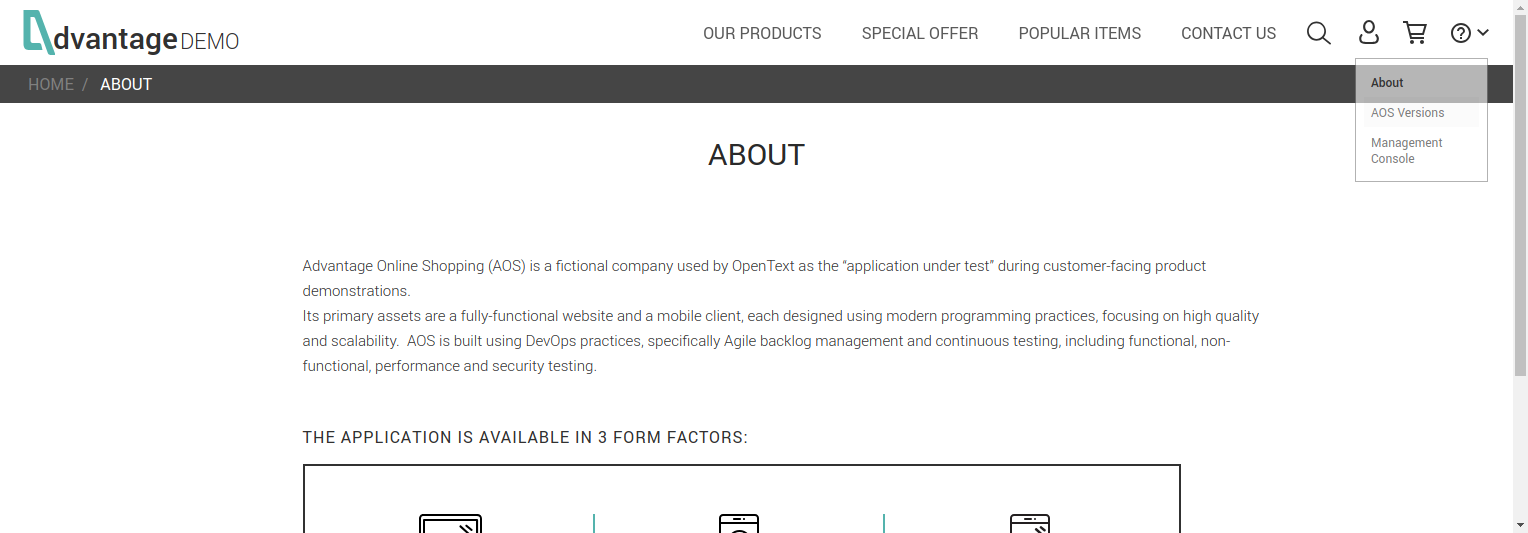 dvantage DEMO
OUR PRODUCTS
SPECIAL OFFER
POPULAR ITEMS
CONTACT US
HOME / ABOUT
About
AOS Versions
Management
Console
ABOUT
Advantage Online Shopping (AOS) is a fictional company used by OpenText as the “application under test” during customer-facing product
demonstrations.
Its primary assets are a fully-functional website and a mobile client, each designed using modern programming practices, focusing on high quality
and scalability.  AOS is built using DevOps practices, specifically Agile backlog management and continuous testing, including functional, non-
functional, performance and security testing.
THE APPLICATION IS AVAILABLE IN 3 FORM FACTORS: